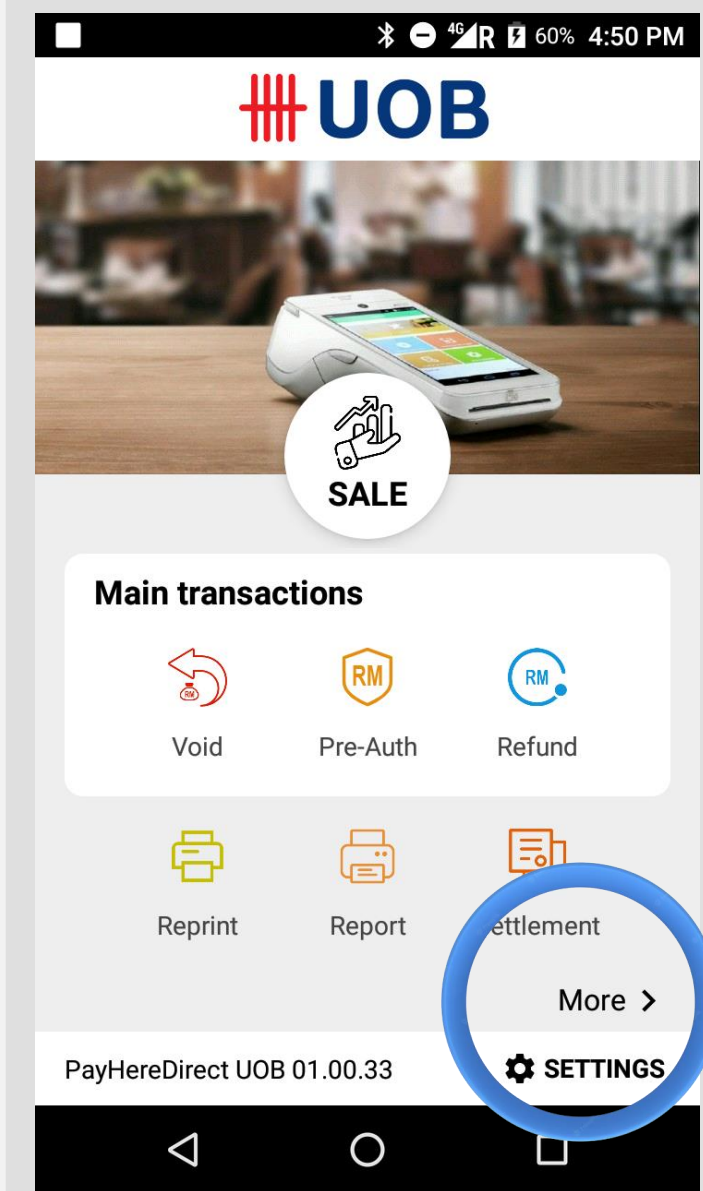 4G R 60% 4:50 PM
UOB
SALE
Main transactions
RM RM RM
Void Pre-Auth Refund
Reprint Report ettlement
More
PayHereDirect UOB 01.00.33 SETTINGS